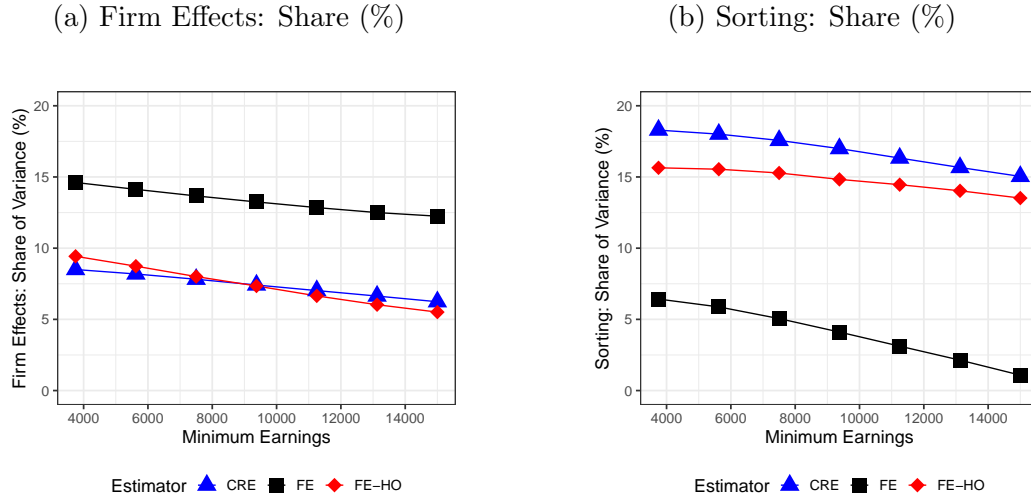 (a) Firm Effects: Share (%)
Firm Effects: Share of Variance (%)
20
15
10
5
0
4000 6000 8000 10000 12000 14000
Minimum Earnings
Estimator CRE FE FE−HO
(b) Sorting: Share (%)
Sorting: Share of Variance (%)
20
15
10
5
0
4000 6000 8000 10000 12000 14000
Minimum Earnings
Estimator CRE FE FE−HO